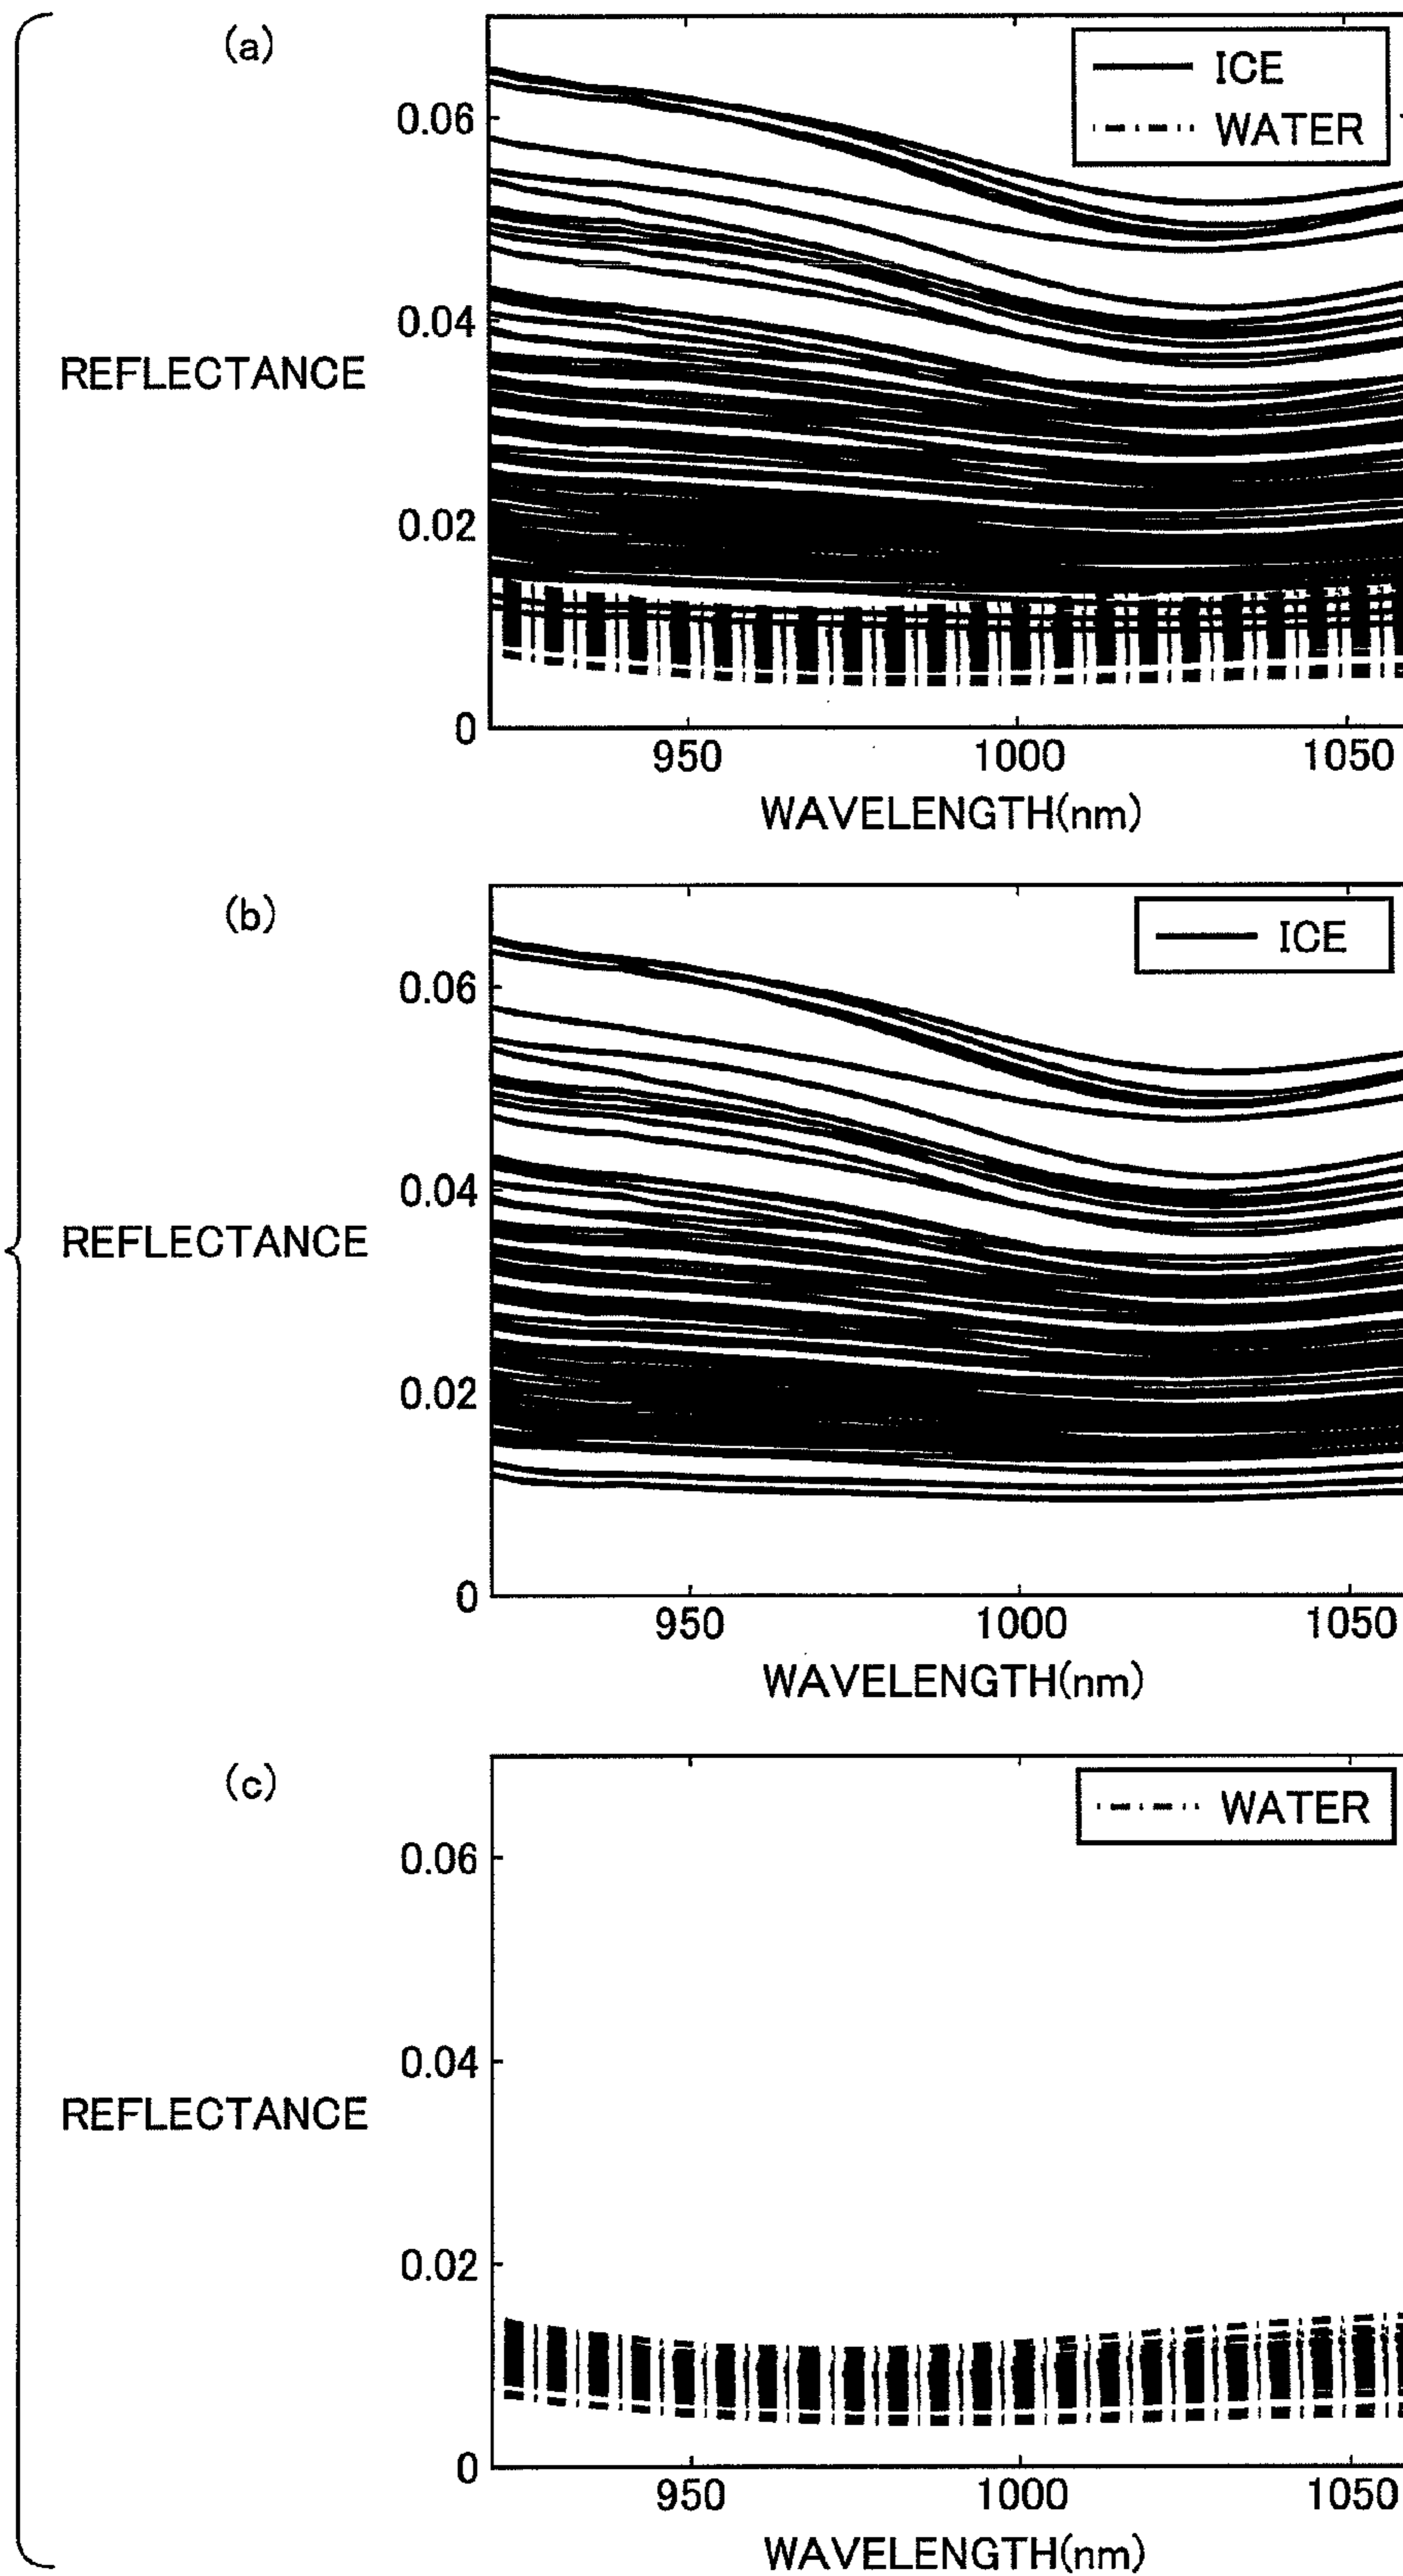 (a)
ICE
WATER
0.06
0.04
REFLECTANCE
0.02
0
950 1000 1050
WAVELENGTH(nm)
(b)
ICE
0.06
0.04
REFLECTANCE
0.02
0
950 1000 1050
WAVELENGTH(nm)
(c)
WATER
0.06
0.04
REFLECTANCE
0.02
0
950 1000 1050
WAVELENGTH(nm)